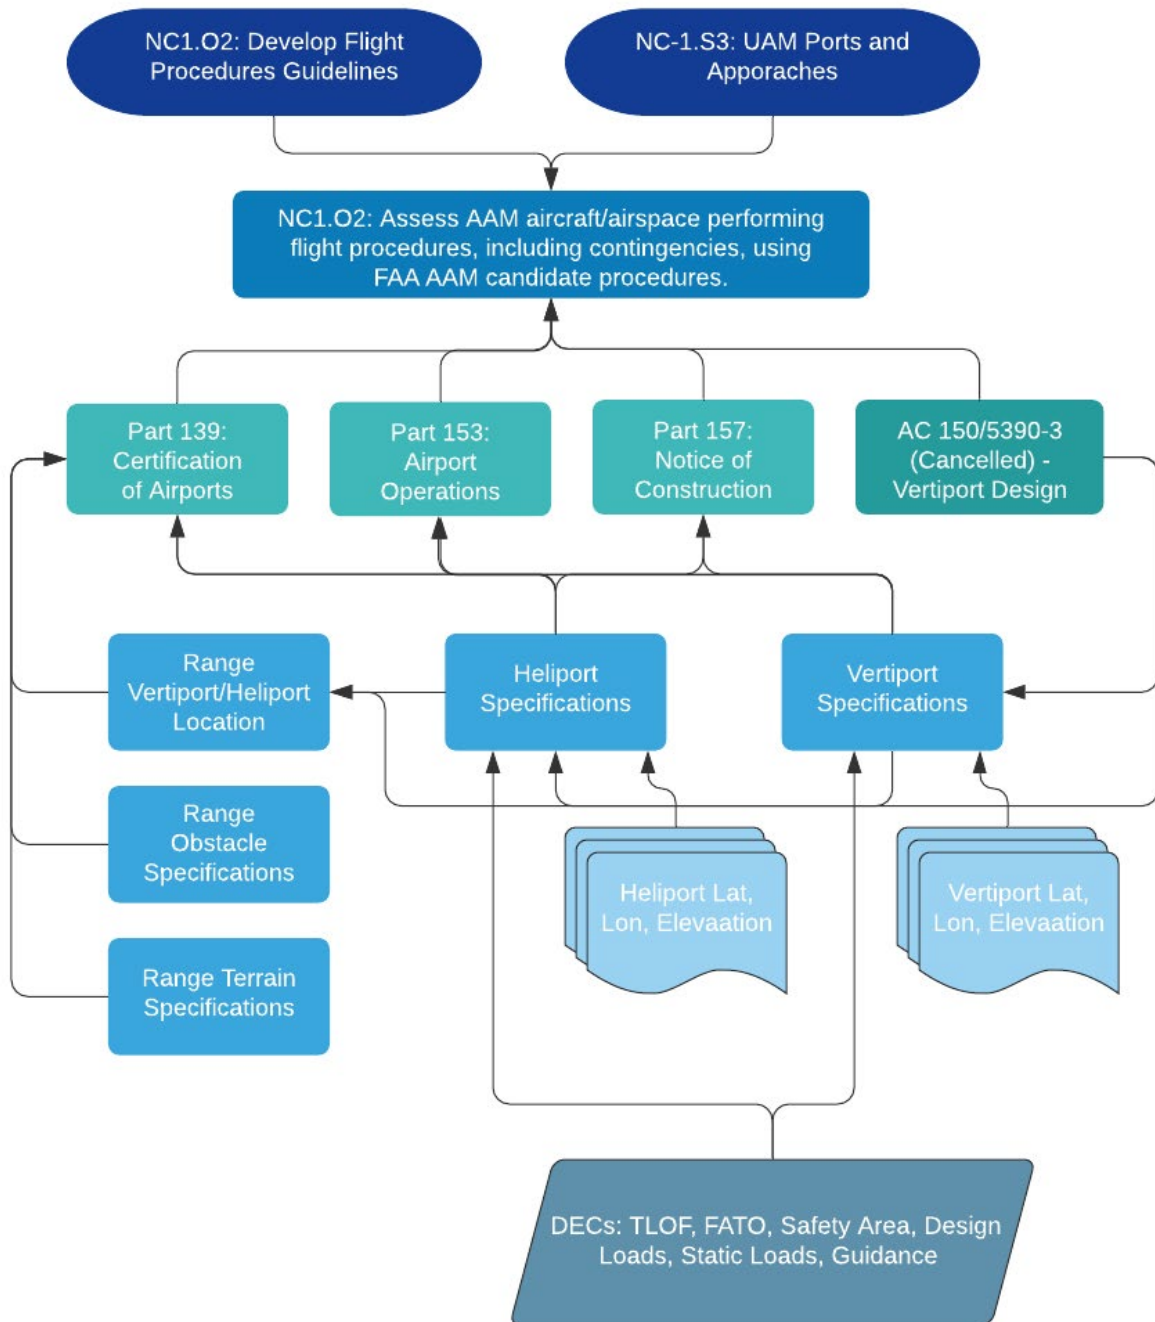 NC1.O2: Develop Flight
Procedures Guidelines
NC-1.S3: UAM Ports and
Apporaches
NC1.O2: Assess AAM aircraft/airspace performing
flight procedures, including contingencies, using
FAA AAM candidate procedures.
Part 139:
Certification
of Airports
Part 153:
Airport
Operations
Part 157:
Notice of
Construction
AC 150/5390-3
(Cancelled) -
Vertiport Design
Range
Vertiport/Heliport
Location
Heliport
Specifications
Vertiport
Specifications
Range
Obstacle
Specifications
Heliport Lat,
Lon, Elevaation
Vertiport Lat,
Lon, Elevaation
Range Terrain
Specifications
DECs: TLOF, FATO, Safety Area, Design
Loads, Static Loads, Guidance